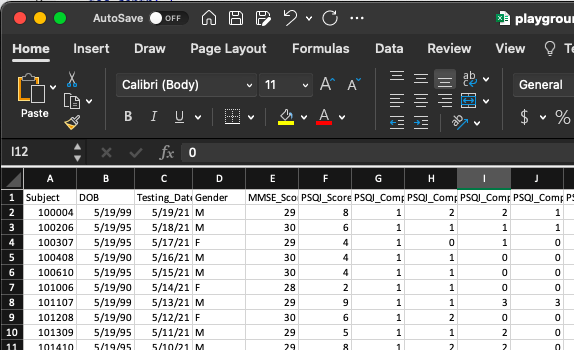 AutoSave OFF playgroun
Home Insert Draw Page Layout Formulas Data Review View Te
Paste Calibri (Body) 11 A A General
B I U A ab $ %
I12 fx 0
A B C D E F G H I J
1 Subject DOB Testing_Date Gender MMSE_Sco PSQI_Score PSQI_Comp PSQI_Comp PSQI_Comp PSQI_Comp PS
2 100004 5/19/99 5/19/21 M 29 8 1 2 2 1
3 100206 5/19/95 5/18/21 M 30 6 1 1 1 1
4 100307 5/19/95 5/17/21 F 29 4 1 0 1 0
5 100408 5/19/90 5/16/21 M 30 4 1 1 0 0
6 100610 5/19/95 5/15/21 M 30 4 1 1 0 0
7 101006 5/19/90 5/14/21 F 28 2 1 1 0 0
8 101107 5/19/99 5/13/21 M 29 9 1 1 3 3
9 101208 5/19/90 5/12/21 F 30 6 1 2 0 0
10 101309 5/19/95 5/11/21 M 29 5 1 1 2 0
11 101410 5/19/95 5/10/21 M 29 8 1 2 2 0